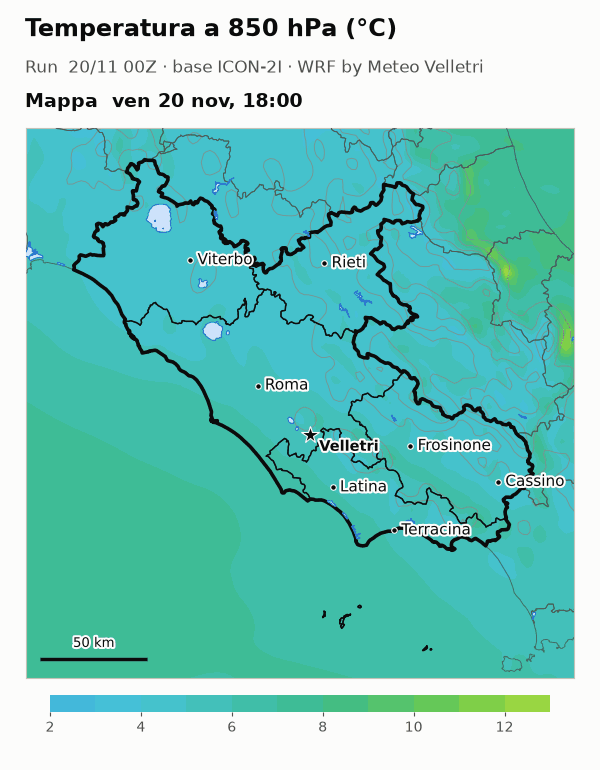 Temperatura a 850 hPa (°C)
Run  20/11 00Z · base ICON-2I · WRF by Meteo Velletri
Mappa  ven 20 nov, 18:00
Viterbo
Rieti
Roma
Velletri
Frosinone
Cassino
Latina
Terracina
50 km
2 4 6 8 10 12